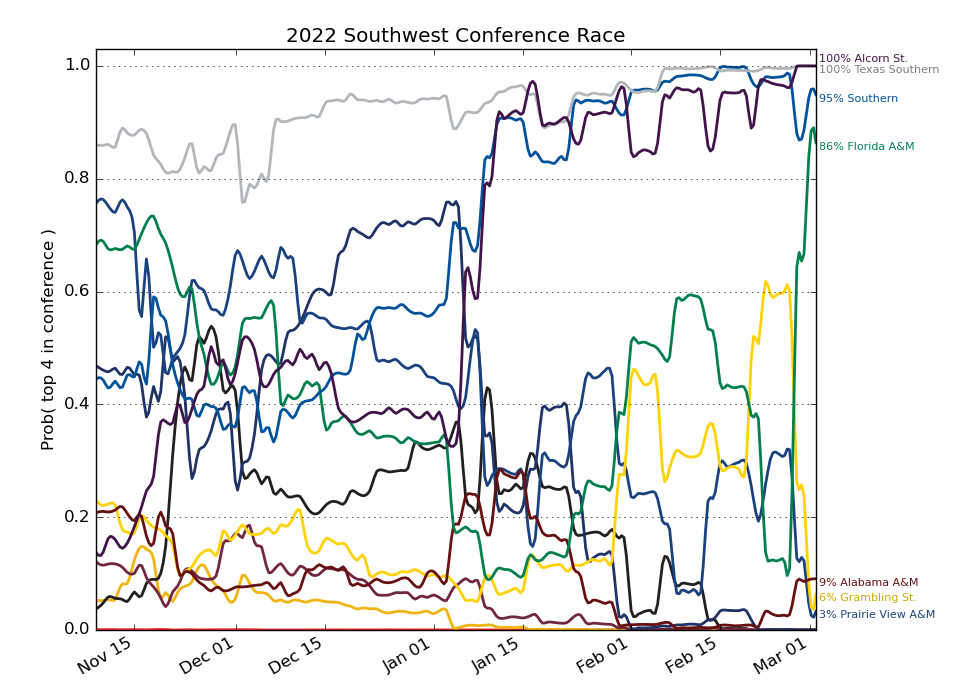 2022 Southwest Conference Race
Prob( top 4 in conference )
1.0
0.8
0.6
0.4
0.2
0.0
Nov 15
Dec 01
Dec 15
Jan 01
Jan 15
Feb 01
Feb 15
Mar 01
100% Alcorn St.
100% Texas Southern
95% Southern
86% Florida A&M
9% Alabama A&M
6% Grambling St.
3% Prairie View A&M